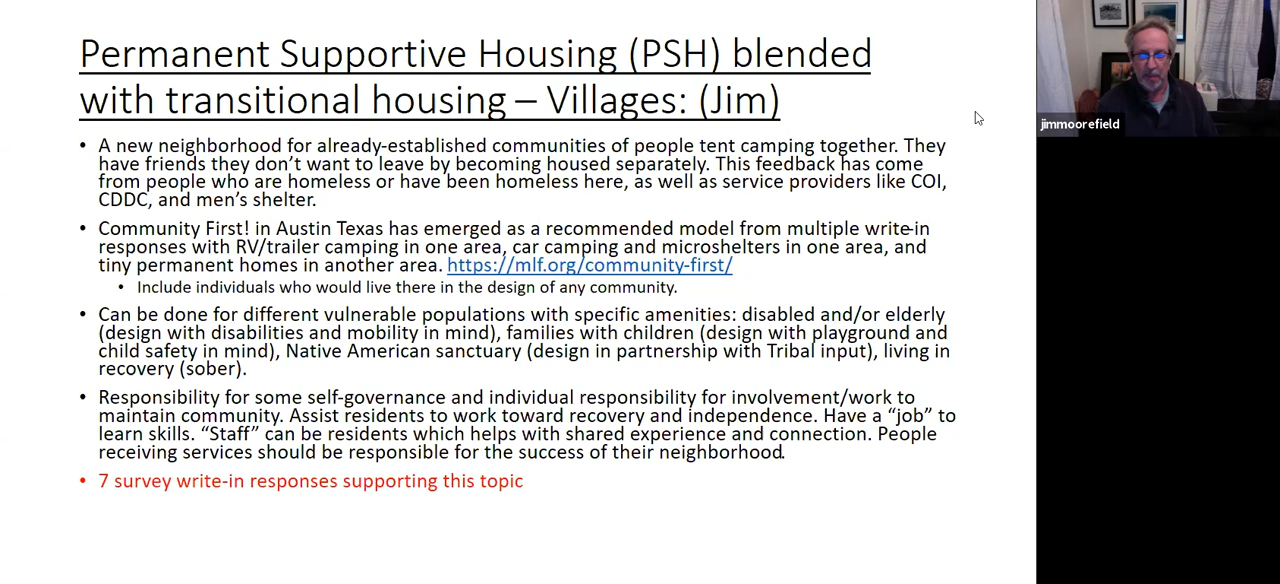 Permanent Supportive Housing (PSH) blended
with transitional housing – Villages: (Jim)
• A new neighborhood for already-established communities of people tent camping together. They
have friends they don't want to leave by becoming housed separately. This feedback has come
from people who are homeless or have been homeless here, as well as service providers like COI,
CDDC, and men's shelter.
• Community First! in Austin Texas has emerged as a recommended model from multiple write-in
responses with RV/trailer camping in one area, car camping and microshelters in one area, and
tiny permanent homes in another area. https://mlf.org/community-first/
• Include individuals who would live there in the design of any community.
• Can be done for different vulnerable populations with specific amenities: disabled and/or elderly
(design with disabilities and mobility in mind), families with children (design with playground and
child safety in mind), Native American sanctuary (design in partnership with Tribal input), living in
recovery (sober).
• Responsibility for some self-governance and individual responsibility for involvement/work to
maintain community. Assist residents to work toward recovery and independence. Have a “job” to
learn skills. “Staff” can be residents which helps with shared experience and connection. People
receiving services should be responsible for the success of their neighborhood.
• 7 survey write-in responses supporting this topic
jimmoorefield